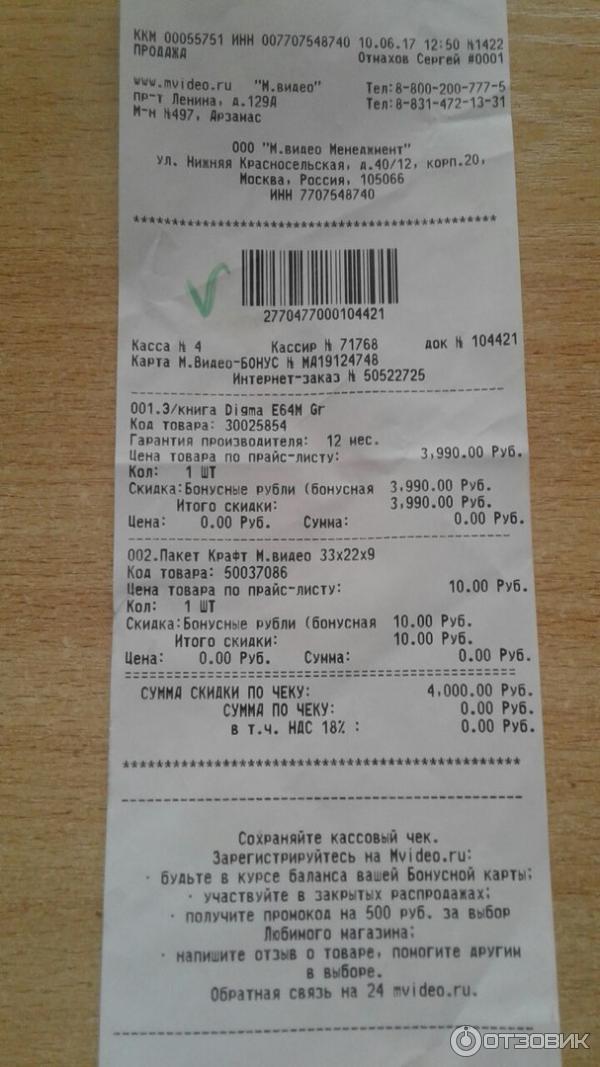 ККМ 00055751 ИНН 007707548740 10.06.17 12:50 №1422
ПРОДАЖА Отмахов Сергей #0001
www.mvideo.ru "М.видео" Тел:8-800-200-777-5
пр-т Ленина, д.129А Тел:8-831-472-13-31
М-н №497, Арзамас
ООО "М.видео Менеджмент"
ул. Нижняя Красносельская, д.40/12, корп.20,
Москва, Россия, 105066
ИНН 7707548740
**************************************************
2770477000104421
Касса № 4 Кассир № 71768 док № 104421
Карта М.Видео-БОНУС № МА19124748
Интернет-заказ № 50522725
--------------------------------------------------
001.Э/книга Digma E64M Gr
Код товара: 30025854
Гарантия производителя: 12 мес.
Цена товара по прайс-листу: 3,990.00 Руб.
Кол: 1 ШТ
Скидка:Бонусные рубли (бонусная 3,990.00 Руб.
Итого скидки: 3,990.00 Руб.
Цена: 0.00 Руб. Сумма: 0.00 Руб.
--------------------------------------------------
002.Пакет Крафт М.видео 33х22х9
Код товара: 50037086
Цена товара по прайс-листу: 10.00 Руб.
Кол: 1 ШТ
Скидка:Бонусные рубли (бонусная 10.00 Руб.
Итого скидки: 10.00 Руб.
Цена: 0.00 Руб. Сумма: 0.00 Руб.
==================================================
СУММА СКИДКИ ПО ЧЕКУ: 4,000.00 Руб.
СУММА ПО ЧЕКУ: 0.00 Руб.
в т.ч. НДС 18% : 0.00 Руб.
**************************************************
--------------------------------------------------
Сохраняйте кассовый чек.
Зарегистрируйтесь на Mvideo.ru:
· будьте в курсе баланса вашей Бонусной карты;
· участвуйте в закрытых распродажах;
· получите промокод на 500 руб. за выбор
Любимого магазина;
· напишите отзыв о товаре, помогите другим
в выборе.
Обратная связь на 24 mvideo.ru.
--------------------------------------------------
ОТЗОВИК